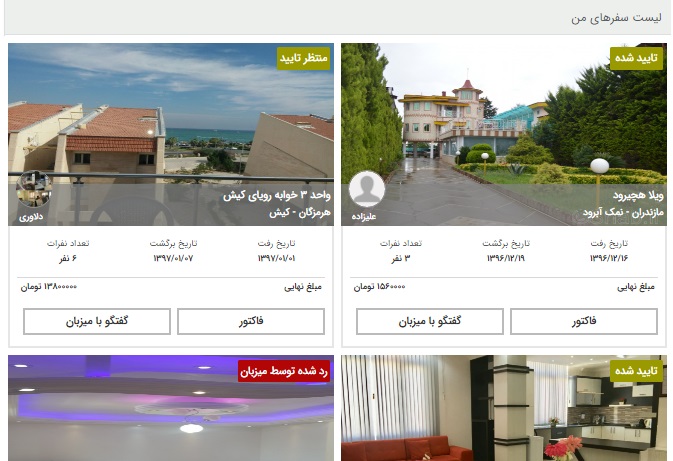 لیست سفرهای من
تایید شده
ویلا هچیرود
مازندران - نمک آبرود
علیزاده
تاریخ رفت
تاریخ برگشت
تعداد نفرات
۱۳۹۶/۱۲/۱۶
۱۳۹۶/۱۲/۱۹
۳ نفر
مبلغ نهایی
۱۵۶۰۰۰۰ تومان
فاکتور
گفتگو با میزبان
منتظر تایید
واحد ۳ خوابه رویای کیش
هرمزگان - کیش
دلاوری
تاریخ رفت
تاریخ برگشت
تعداد نفرات
۱۳۹۷/۰۱/۰۱
۱۳۹۷/۰۱/۰۷
۶ نفر
مبلغ نهایی
۱۳۸۰۰۰۰۰ تومان
فاکتور
گفتگو با میزبان
تایید شده
رد شده توسط میزبان